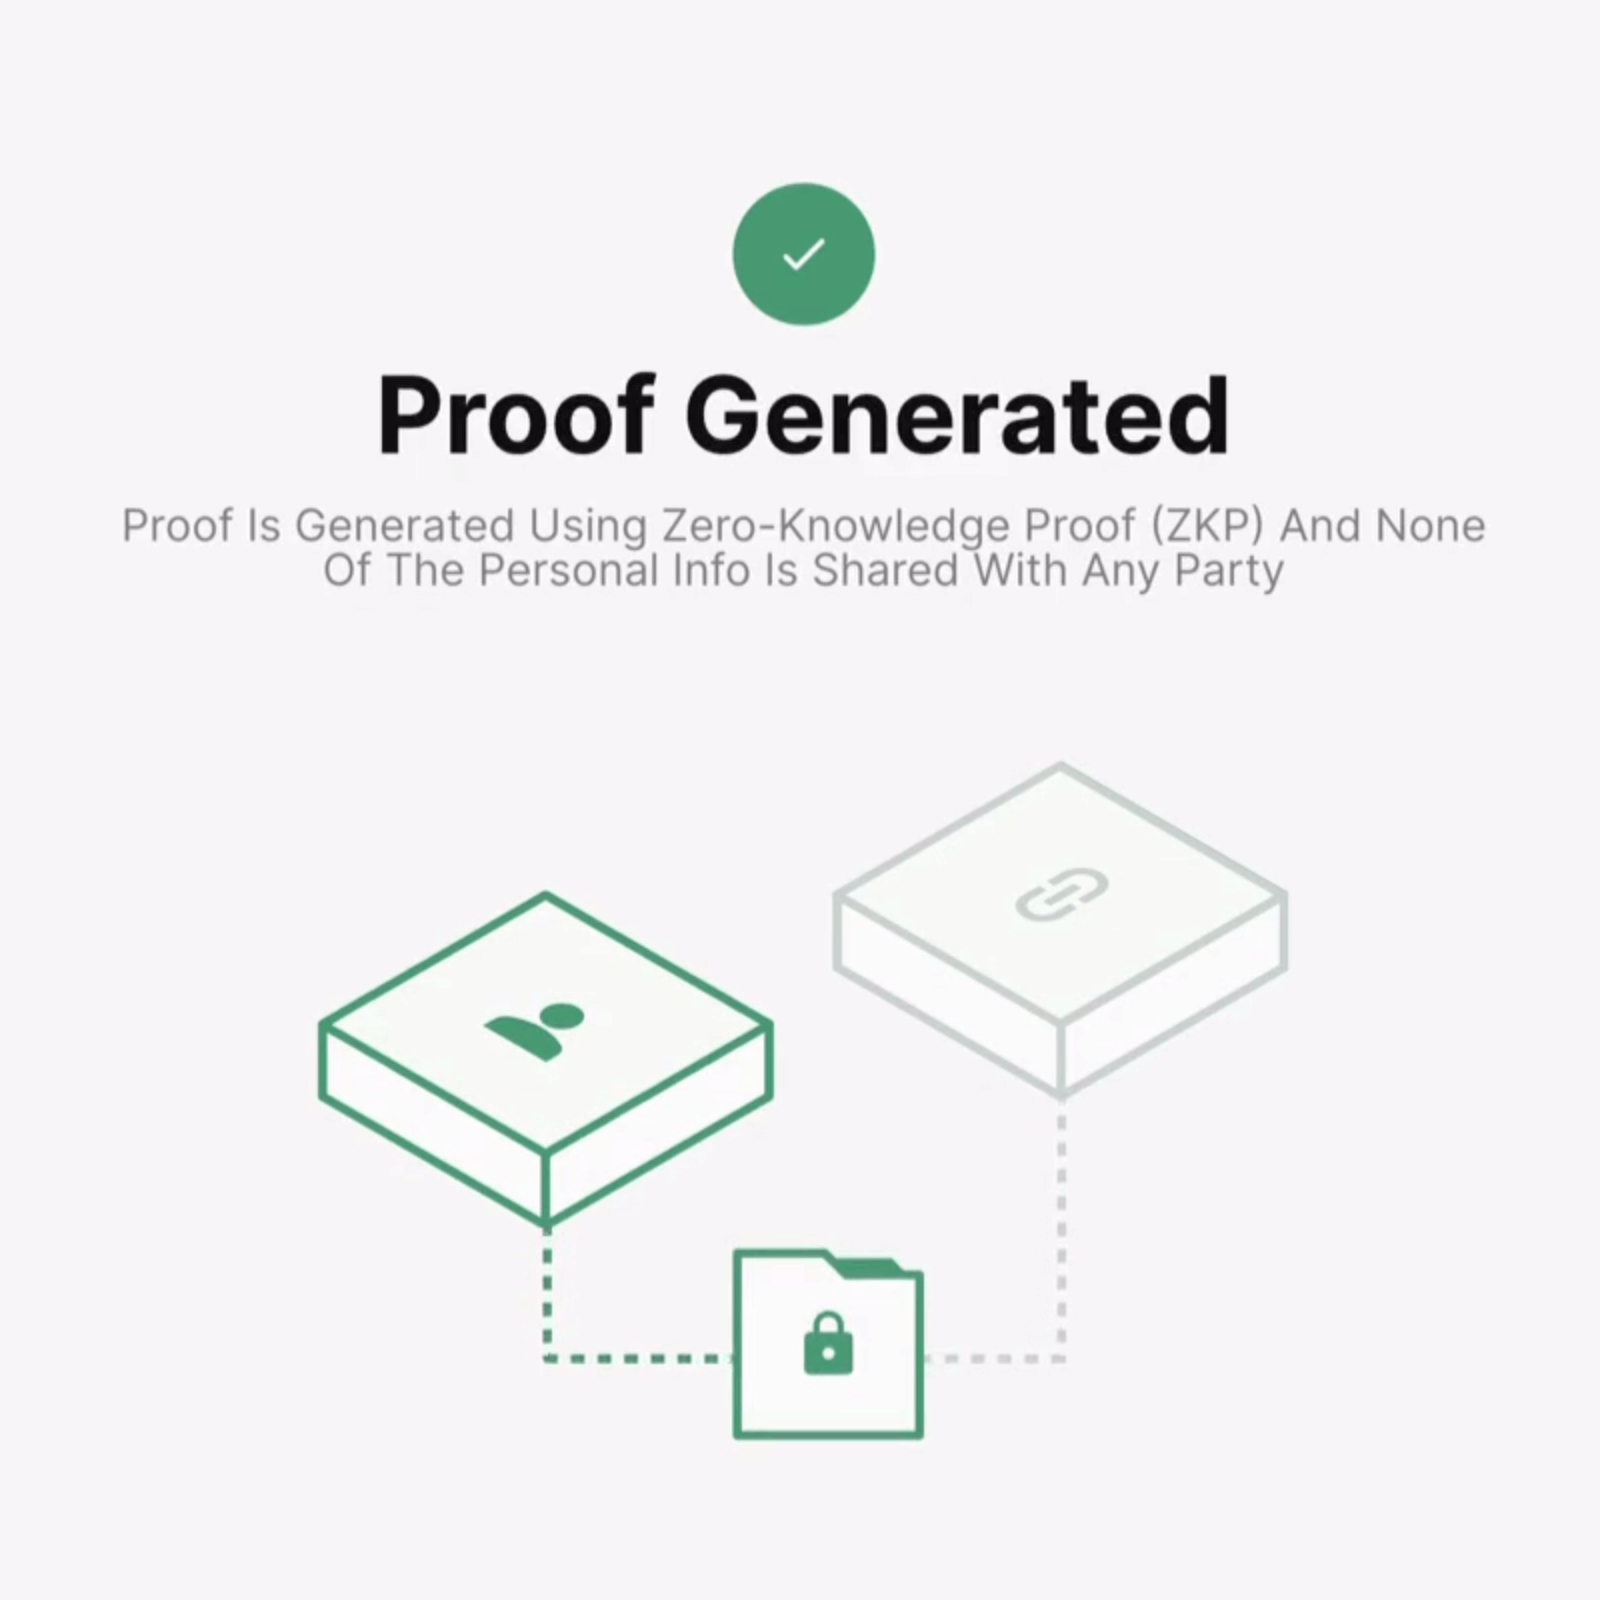 Proof Generated
Proof Is Generated Using Zero-Knowledge Proof (ZKP) And None
Of The Personal Info Is Shared With Any Party